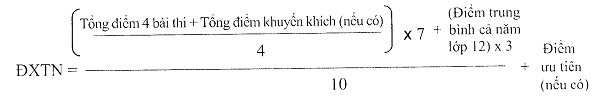 Tổng điểm 4 bài thi + Tổng điểm khuyến khích (nếu có)
4
x 7 +
(Điểm trung
bình cả năm
lớp 12) x 3
ĐXTN =
10
+
Điểm
ưu tiên
(nếu có)